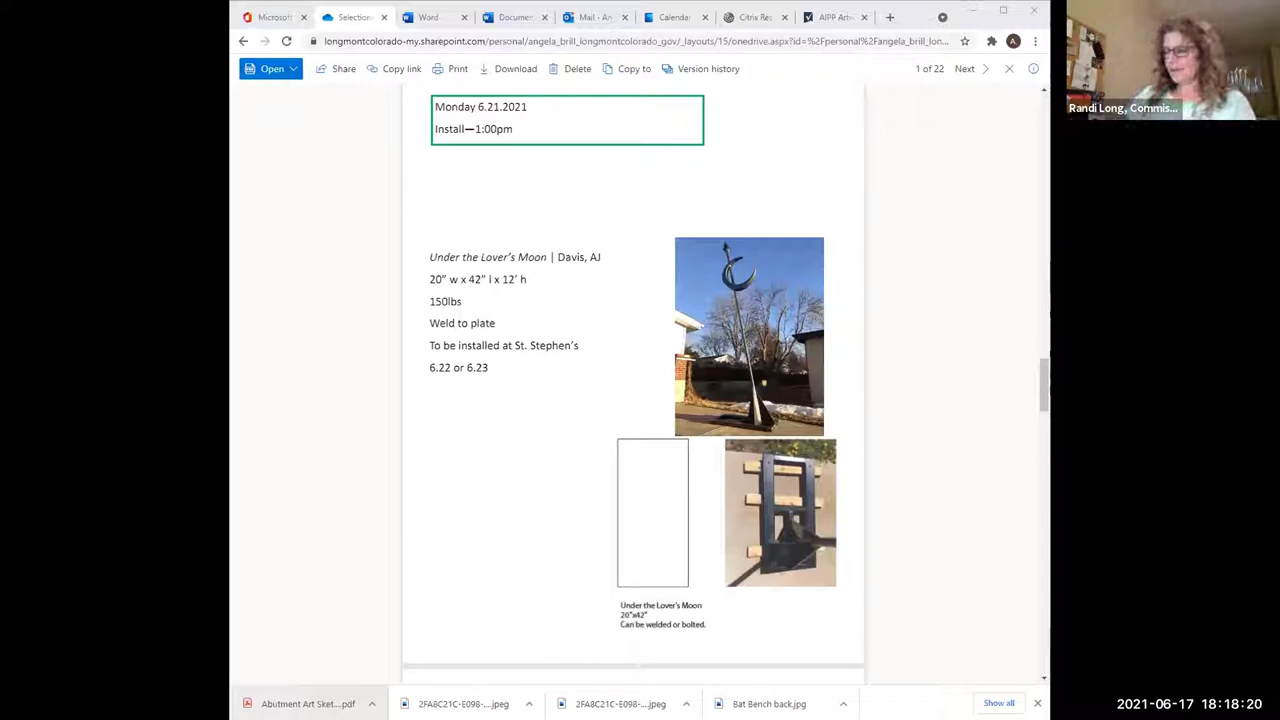 Microsoft
Selection
Word
Docum
Mail - An
Calendar
Citrix Rec
AJPP Artw
longmontcolorado-my.sharepoint.com/personal/angela_brill_longmontcolorado_gov/_layouts/15/onedrive.aspx?id=%2Fpersonal%2Fangela_brill_lon...
A
Open
Share
Copy link
Print
Download
Delete
Copy to
Version history
1 of 22
Next
Randi Long, Commis...
Monday 6.21.2021
Install—1:00pm
Under the Lover's Moon | Davis, AJ
20” w x 42” l x 12’ h
150lbs
Weld to plate
To be installed at St. Stephen’s
6.22 or 6.23
Under the Lover's Moon
20"x42"
Can be welded or bolted.
Abutment Art Sket....pdf
2FA8C21C-E098-....jpeg
2FA8C21C-E098-....jpeg
Bat Bench back.jpg
Show all
2021-06-17 18:18:20